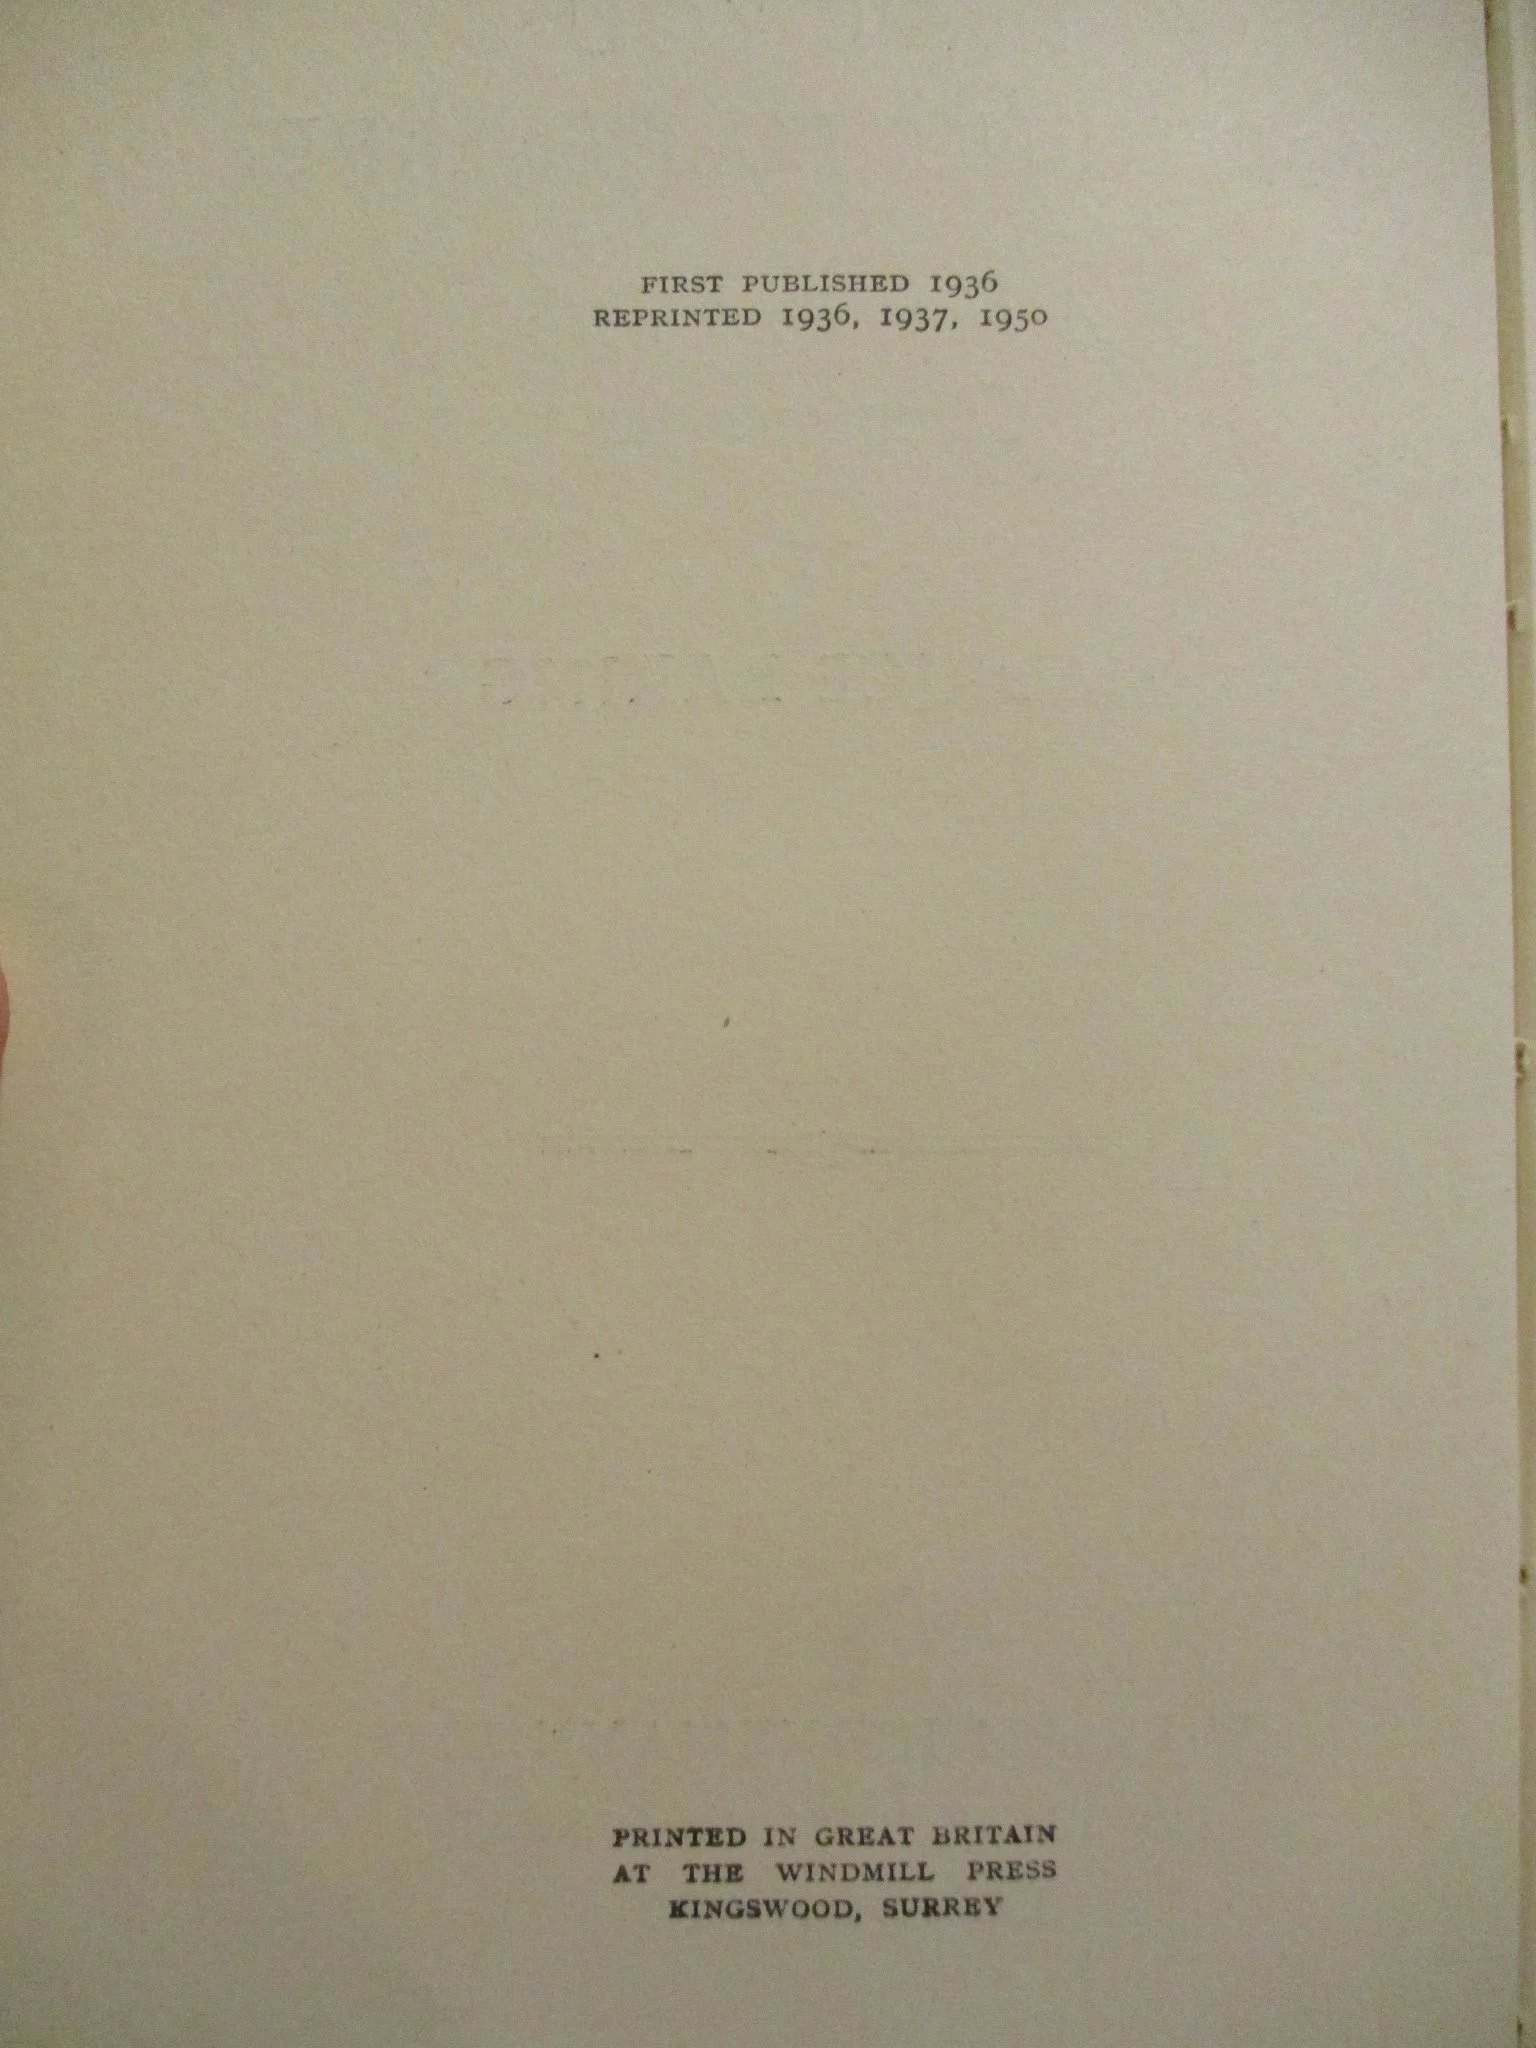 FIRST PUBLISHED 1936
REPRINTED 1936, 1937, 1950
PRINTED IN GREAT BRITAIN
AT THE WINDMILL PRESS
KINGSWOOD, SURREY